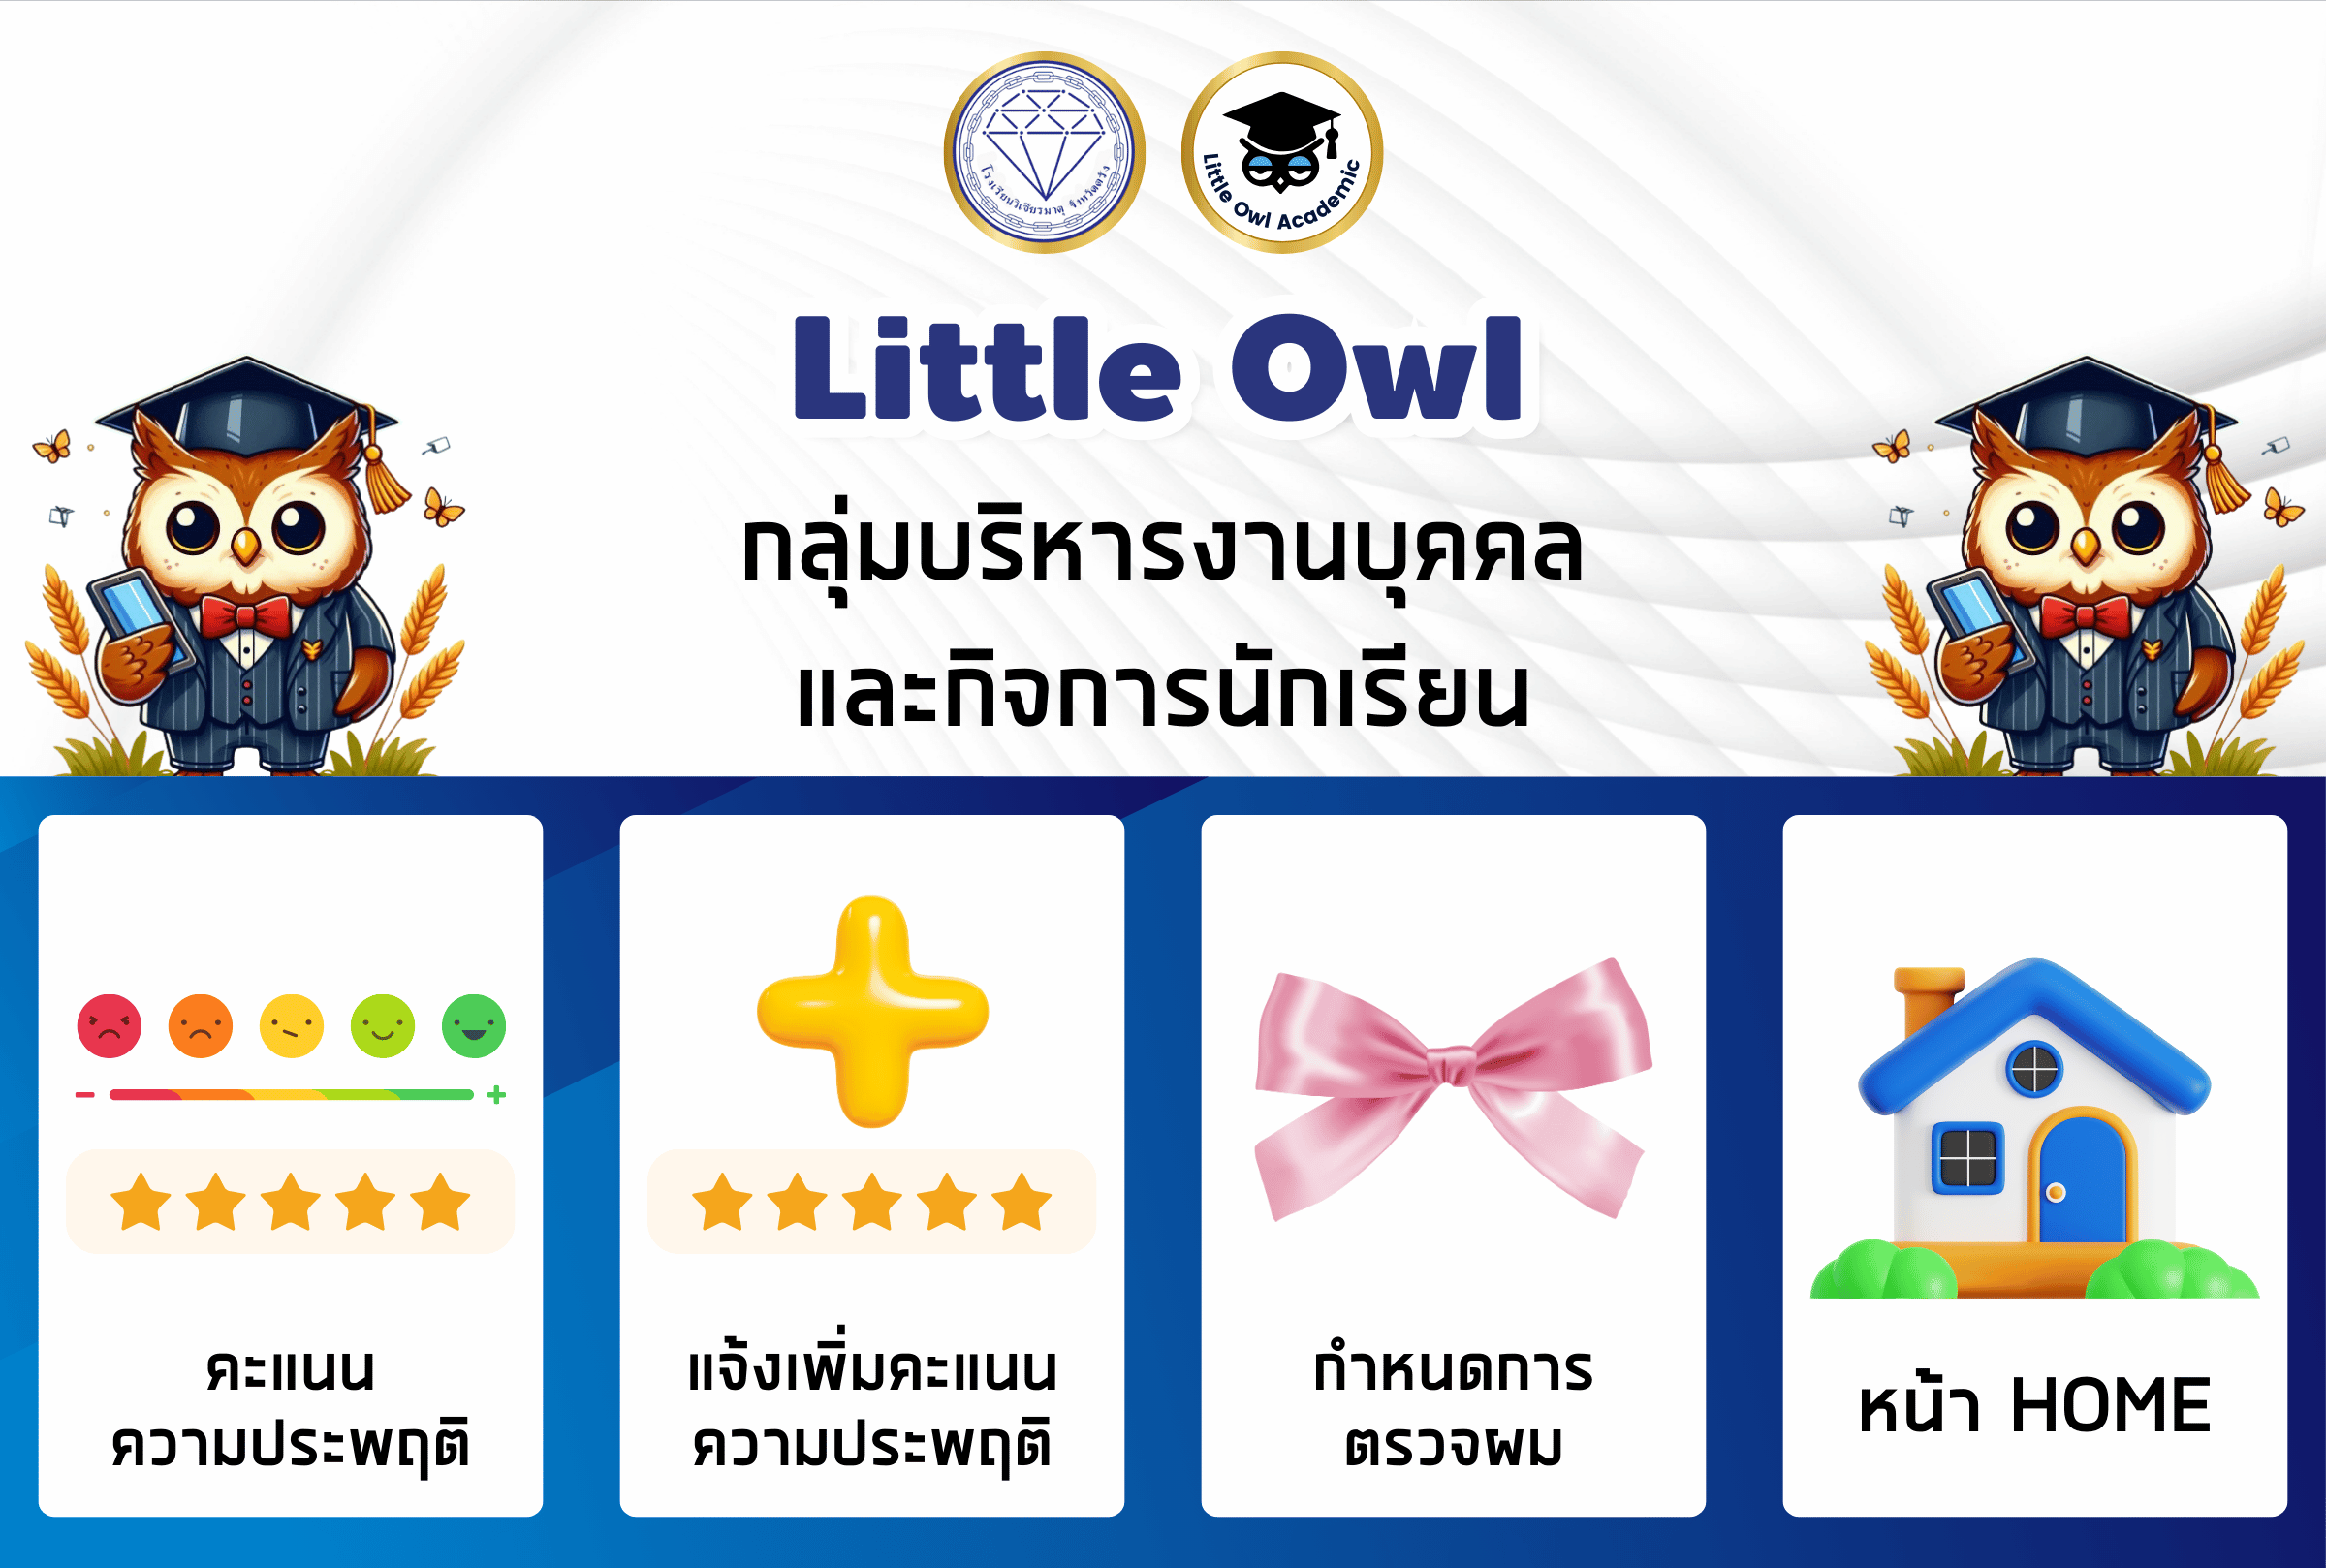 โรงเรียนวิเชียรมาตุ จังหวัดตรัง
Little Owl Academic
Little Owl
กลุ่มบริหารงานบุคคล
และกิจการนักเรียน
คะแนน
ความประพฤติ
แจ้งเพิ่มคะแนน
ความประพฤติ
กำหนดการ
ตรวจผม
หน้า HOME